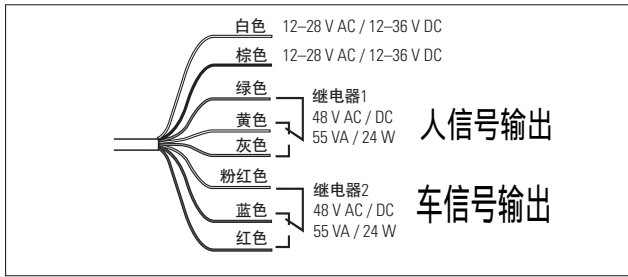 白色 12–28 V AC / 12–36 V DC
棕色 12–28 V AC / 12–36 V DC
绿色
黄色
灰色
继电器1
48 V AC / DC
55 VA / 24 W
人信号输出
粉红色
蓝色
红色
继电器2
48 V AC / DC
55 VA / 24 W
车信号输出